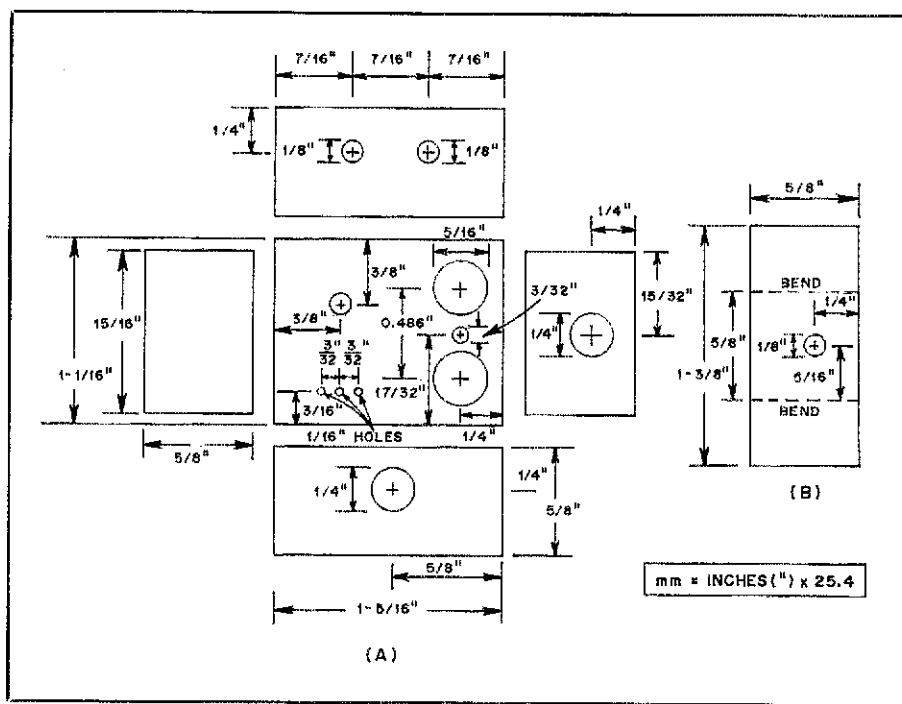 7/16" 7/16" 7/16"
1/4"
1/8" 1/8"
5/8"
5/16" 1/4"
3/8" 3/32" 15/32" BEND
1/4"
15/16" 3/8" 0.486" 1/4" 5/8" 1/8"
3/32" 3/32"
1-1/16" 1-3/8"
17/32" 5/16"
3/16" BEND
1/16" HOLES 1/4"
5/8"
1/4" 1/4" (B)
5/8"
5/8" mm = INCHES (") x 25.4
1-5/16"
(A)